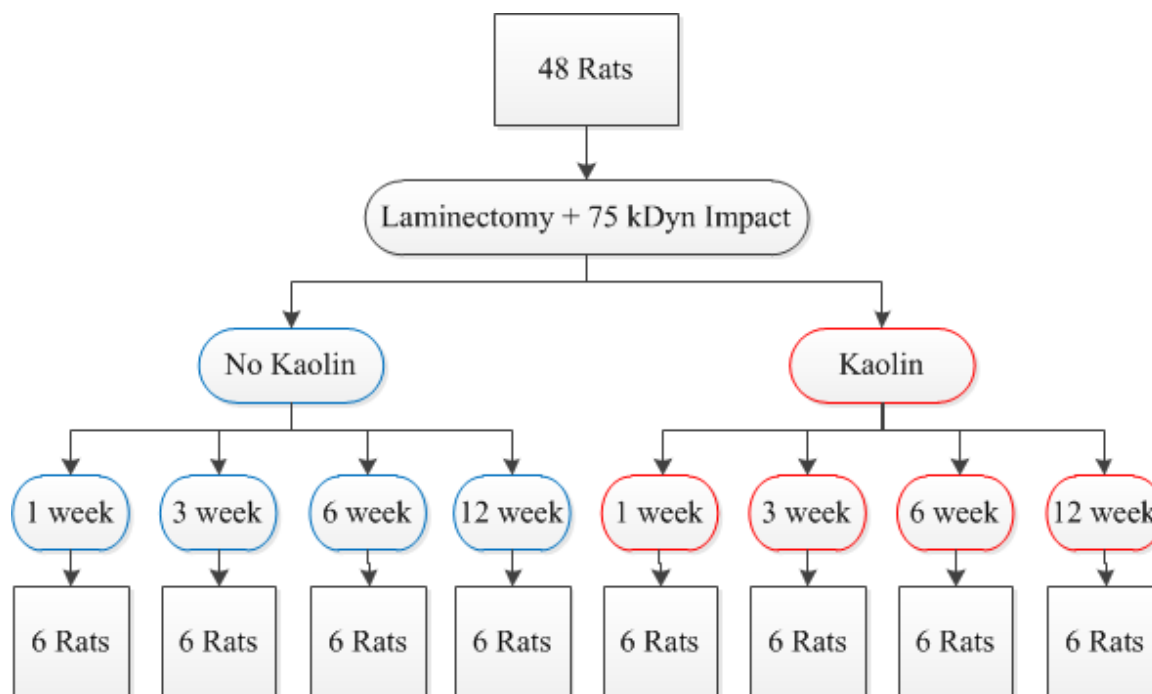 48 Rats
Laminectomy + 75 kDyn Impact
No Kaolin
Kaolin
1 week
3 week
6 week
12 week
1 week
3 week
6 week
12 week
6 Rats
6 Rats
6 Rats
6 Rats
6 Rats
6 Rats
6 Rats
6 Rats